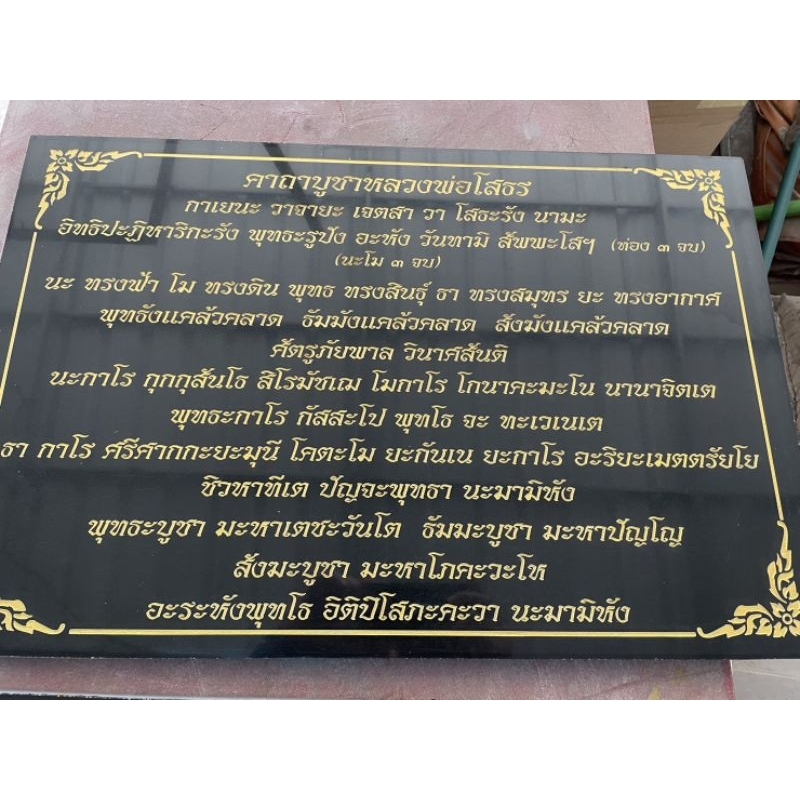 คาถาบูชาหลวงพ่อโสธร
กาเยนะ วาจายะ เจตสา วา โสธะรัง นามะ
อิทธิปะฏิหาริกะรัง พุทธะรูปัง อะหัง วันทามิ สัพพะโสฯ (ท่อง ๓ จบ)
(นะโม ๓ จบ)
นะ ทรงฟ้า โม ทรงดิน พุทธ ทรงสินธุ์ ธา ทรงสมุทร ยะ ทรงอากาศ
พุทธังแคล้วคลาด ธัมมังแคล้วคลาด สังฆังแคล้วคลาด
ศัตรูภัยพาล วินาศสันติ
นะกาโร กุกกุสันโธ สิโรมัชเฌ โมกาโร โกนาคะมะโน นานาจิตเต
พุทธะกาโร กัสสะโป พุทโธ จะ ทะเวเนเต
ธา กาโร ศรีศากกะยะมุนี โคตะโม ยะกันเน ยะกาโร อะริยะเมตตรัยโย
ชิวหาทีเต ปัญจะพุทธา นะมามิหัง
พุทธะบูชา มะหาเตชะวันโต ธัมมะบูชา มะหาปัญโญ
สังฆะบูชา มะหาโภคะวะโห
อะระหังพุทโธ อิติปิโสภะคะวา นะมามิหัง